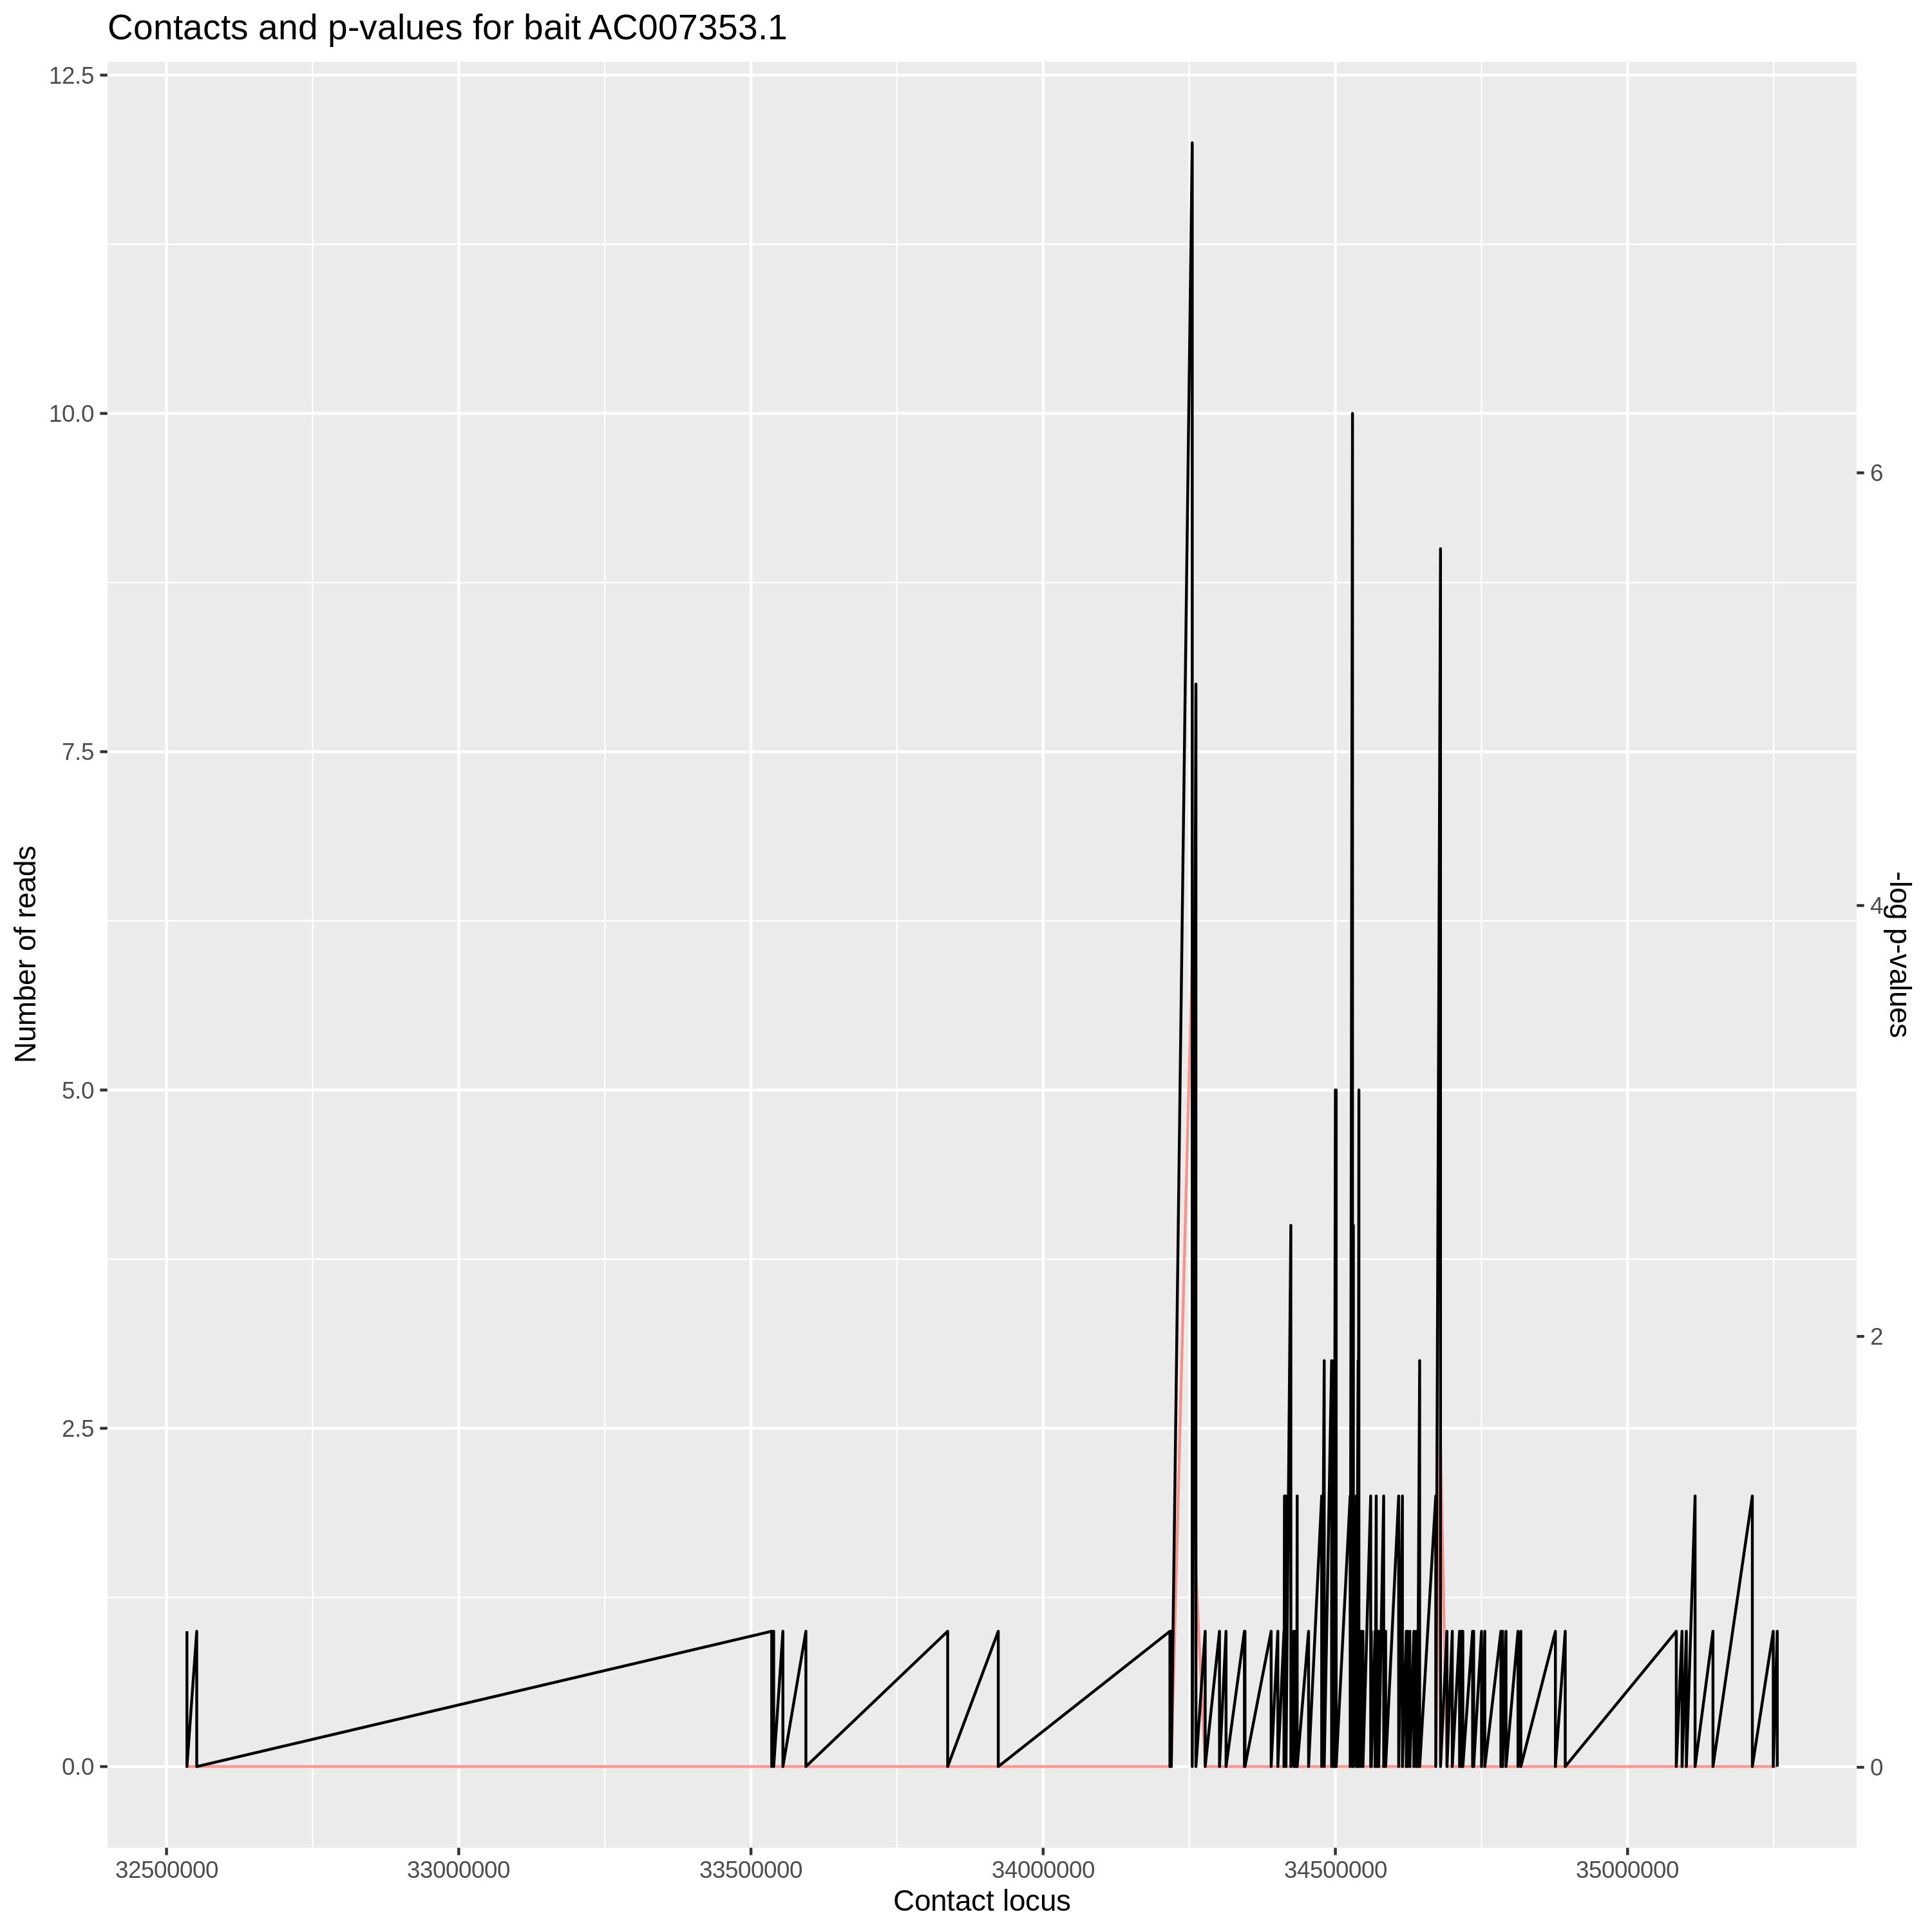 Contacts and p-values for bait AC007353.1
12.5
10.0
7.5
5.0
2.5
0.0
Number of reads
6
4
2
0
-log p-values
32500000 33000000 33500000 34000000 34500000 35000000
Contact locus